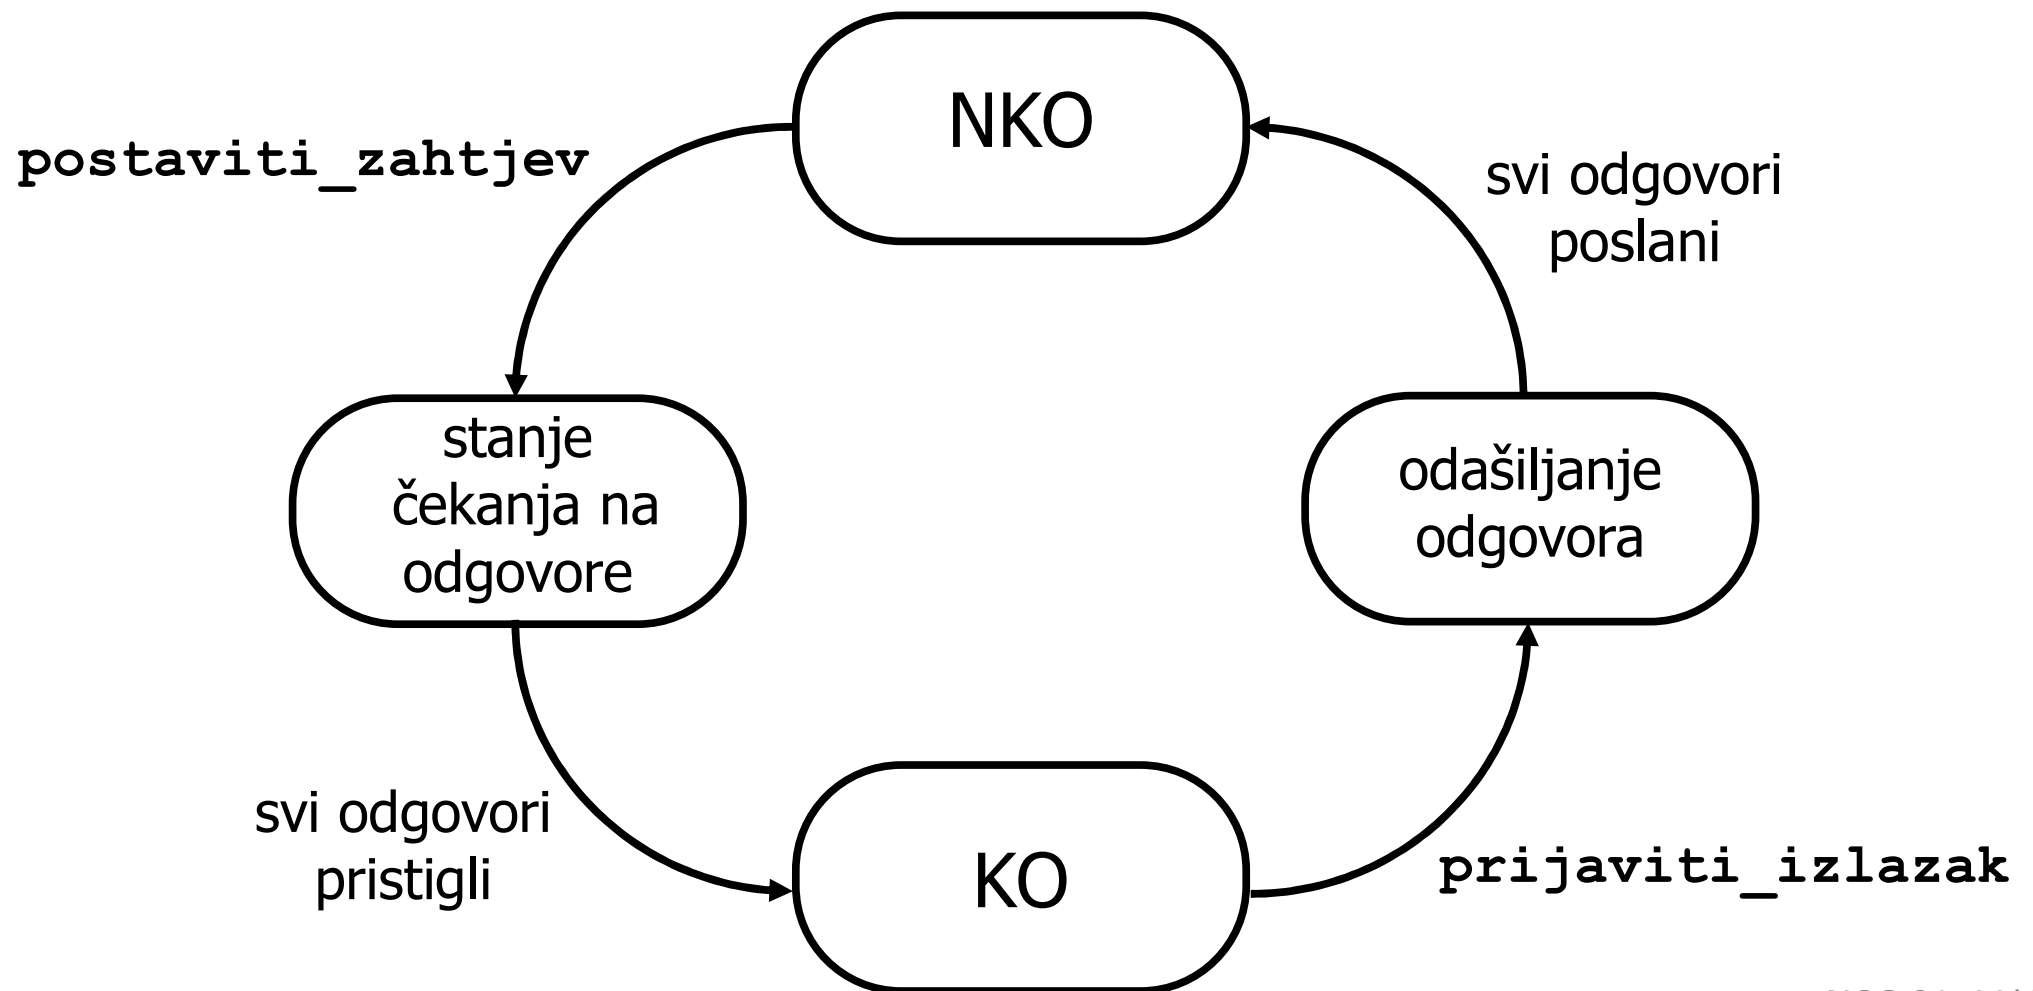 NKO
postaviti_zahtjev
svi odgovori
poslani
stanje
čekanja na
odgovore
odašiljanje
odgovora
svi odgovori
pristigli
KO
prijaviti_izlazak